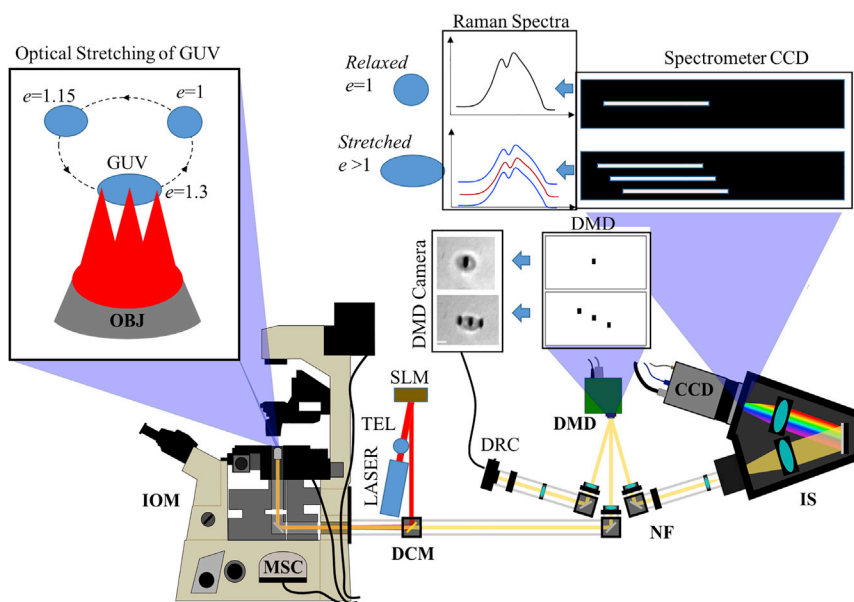 Optical Stretching of GUV
e=1.15
e=1
GUV
e=1.3
OBJ
Raman Spectra
Relaxed
e=1
Stretched
e >1
Spectrometer CCD
DMD Camera
DMD
SLM
TEL
LASER
DRC
DMD
CCD
IOM
MSC
DCM
NF
IS